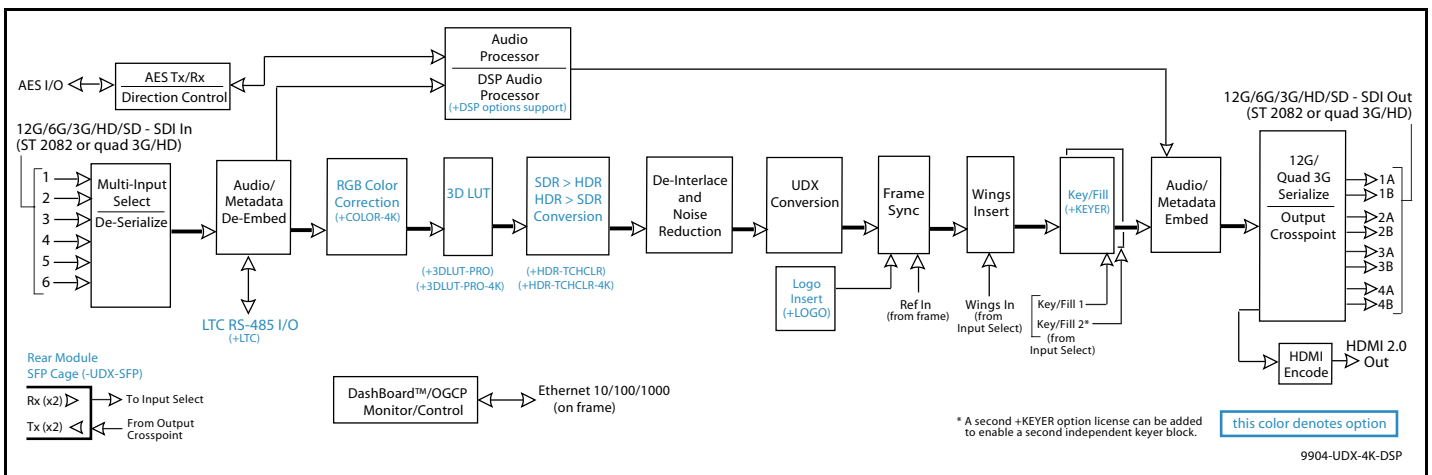 Audio
Processor
DSP Audio
Processor
(+DSP options support)
AES I/O
AES Tx/Rx
Direction Control
12G/6G/3G/HD/SD - SDI In
(ST 2082 or quad 3G/HD)
1
2
3
4
5
6
Multi-Input
Select
De-Serialize
Audio/
Metadata
De-Embed
LTC RS-485 I/O
(+LTC)
RGB Color
Correction
(+COLOR-4K)
3D LUT
(+3DLUT-PRO)
(+3DLUT-PRO-4K)
SDR > HDR
HDR > SDR
Conversion
(+HDR-TCHCLR)
(+HDR-TCHCLR-4K)
De-Interlace
and
Noise
Reduction
UDX
Conversion
Logo
Insert
(+LOGO)
Frame
Sync
Ref In
(from frame)
Wings
Insert
Wings In
(from
Input Select)
Key/Fill
(+KEYER)
Key/Fill 1
Key/Fill 2*
(from
Input Select)
Audio/
Metadata
Embed
12G/6G/3G/HD/SD - SDI Out
(ST 2082 or quad 3G/HD)
12G/
Quad 3G
Serialize
Output
Crosspoint
1A
1B
2A
2B
3A
3B
4A
4B
HDMI
Encode
HDMI 2.0
Out
Rear Module
SFP Cage (-UDX-SFP)
Rx (x2)
To Input Select
Tx (x2)
From Output
Crosspoint
DashBoard™/OGCP
Monitor/Control
Ethernet 10/100/1000
(on frame)
* A second +KEYER option license can be added
to enable a second independent keyer block.
this color denotes option
9904-UDX-4K-DSP